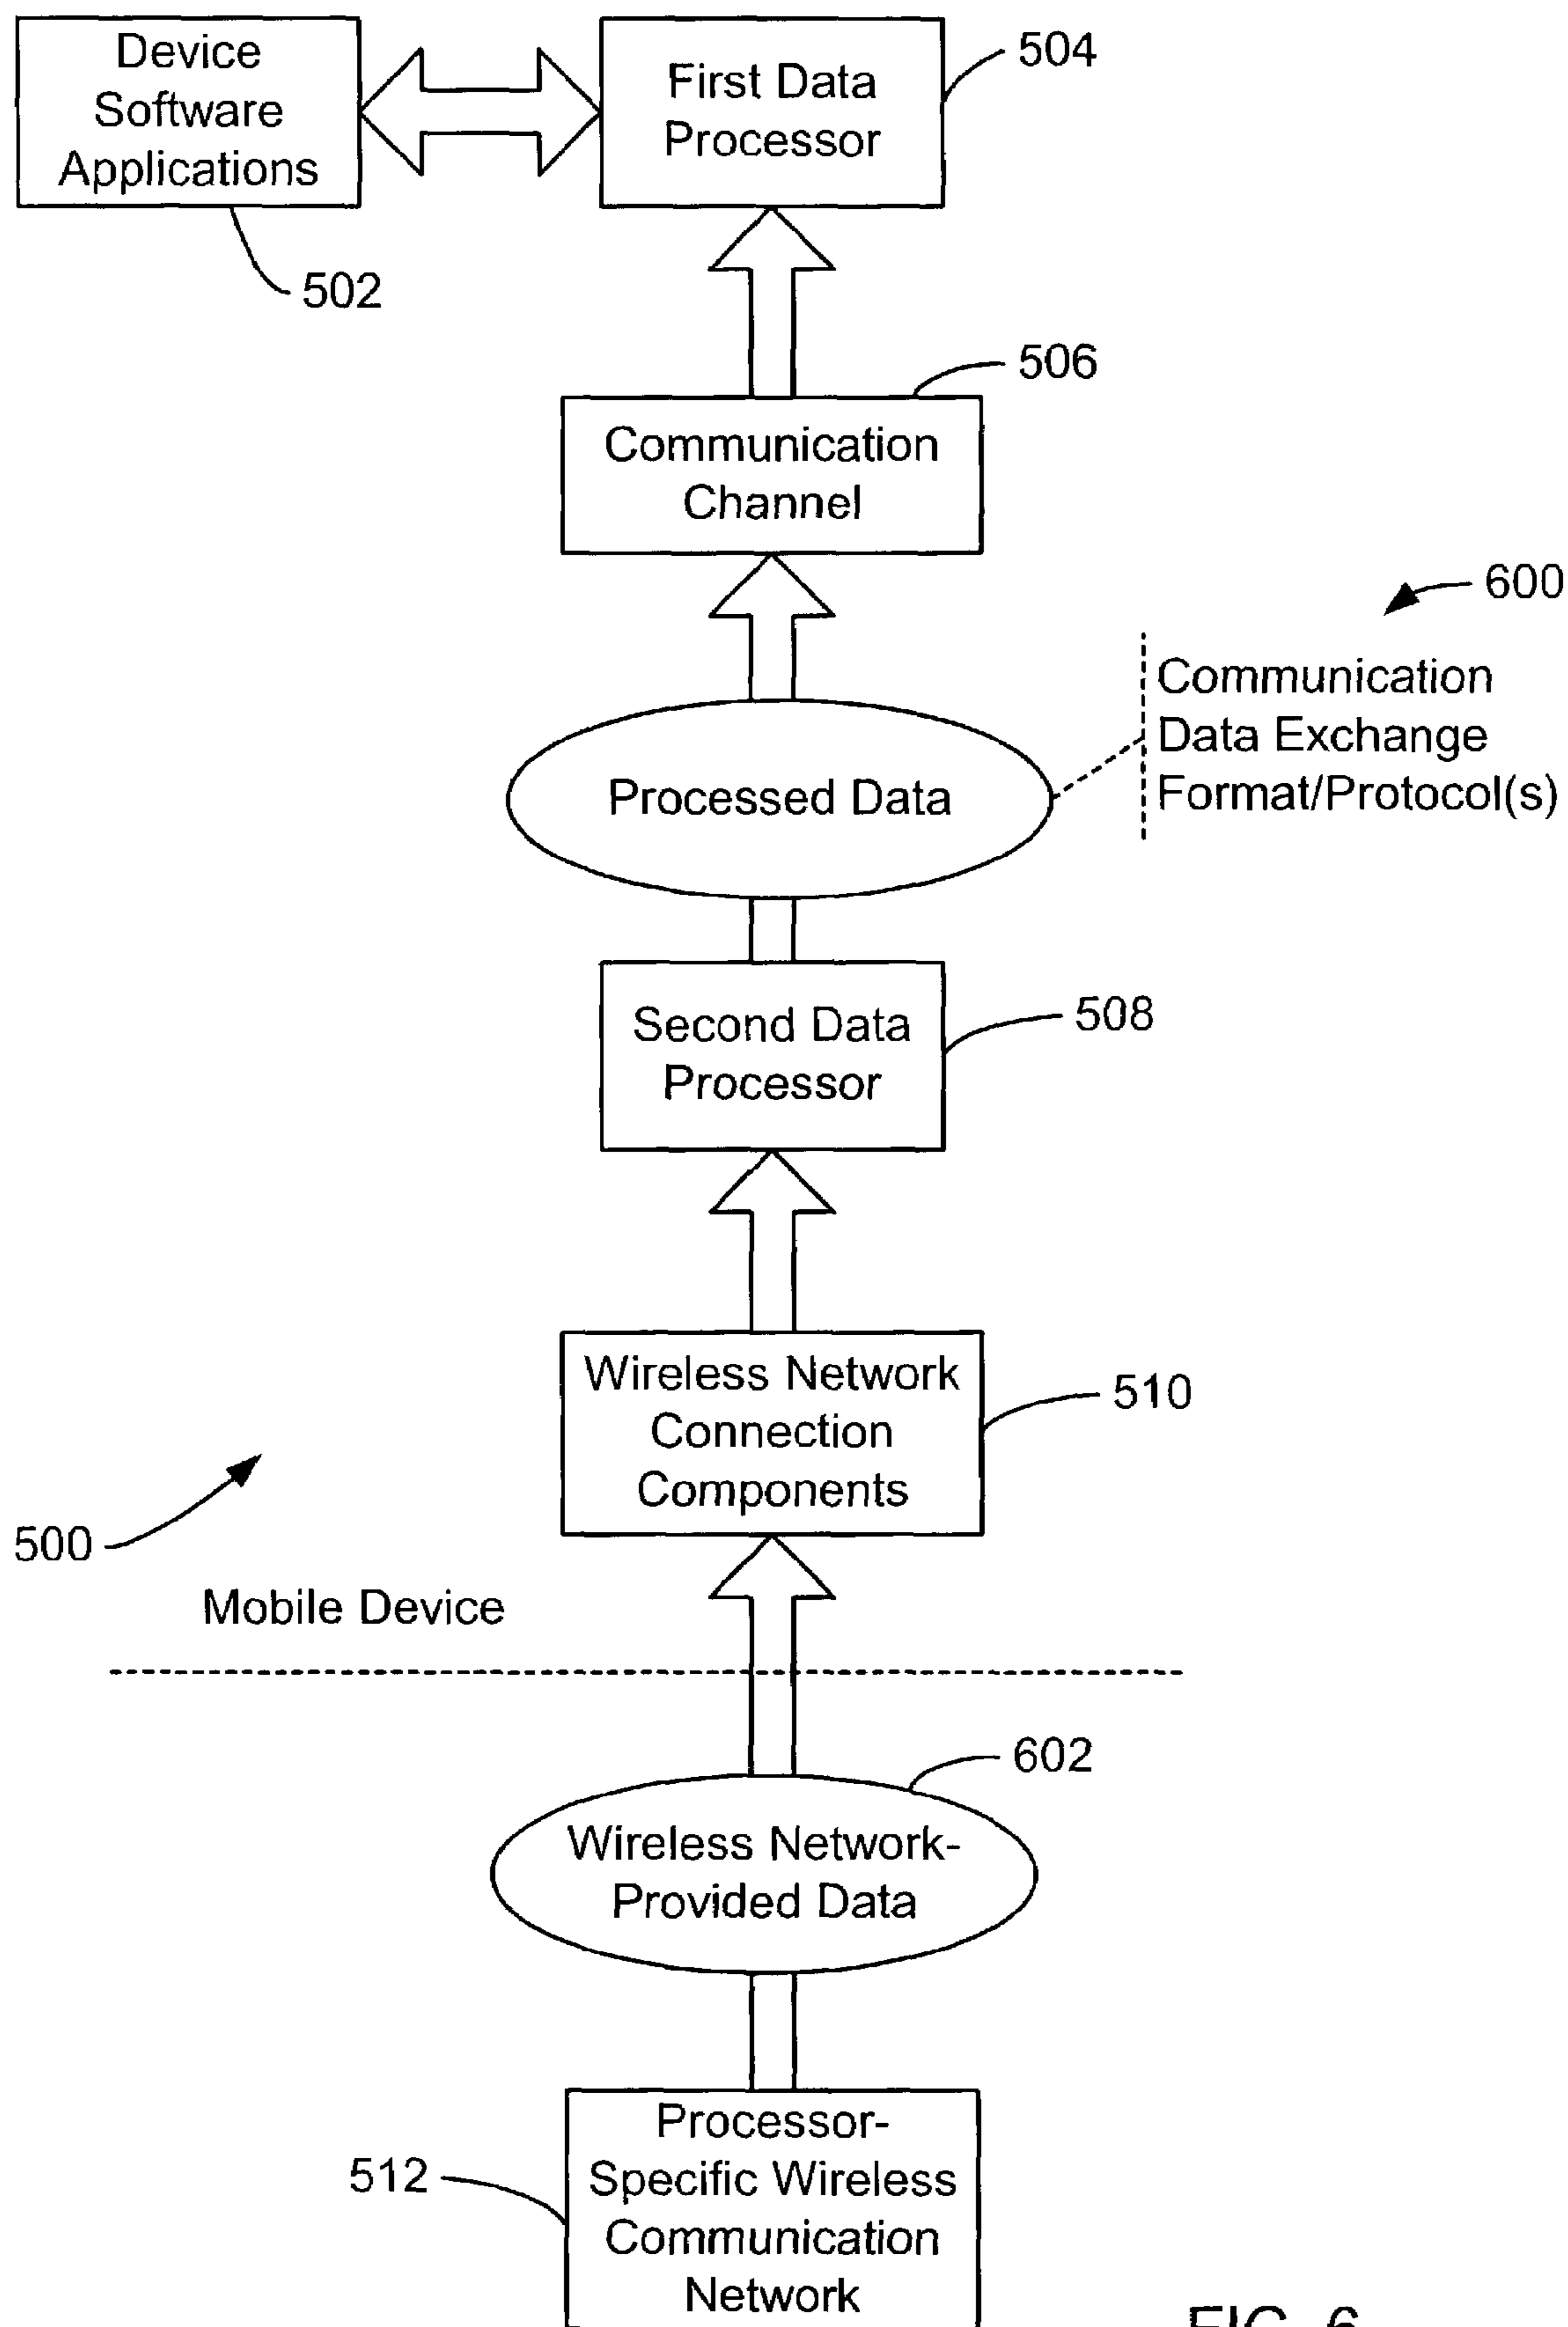 Device
Software
Applications
First Data
Processor
504
502
506
Communication
Channel
600
Communication
Data Exchange
Format/Protocol(s)
Processed Data
Second Data
Processor
508
Wireless Network
Connection
Components
510
500
Mobile Device
602
Wireless Network-
Provided Data
Processor-
Specific Wireless
Communication
Network
512
FIG. 6